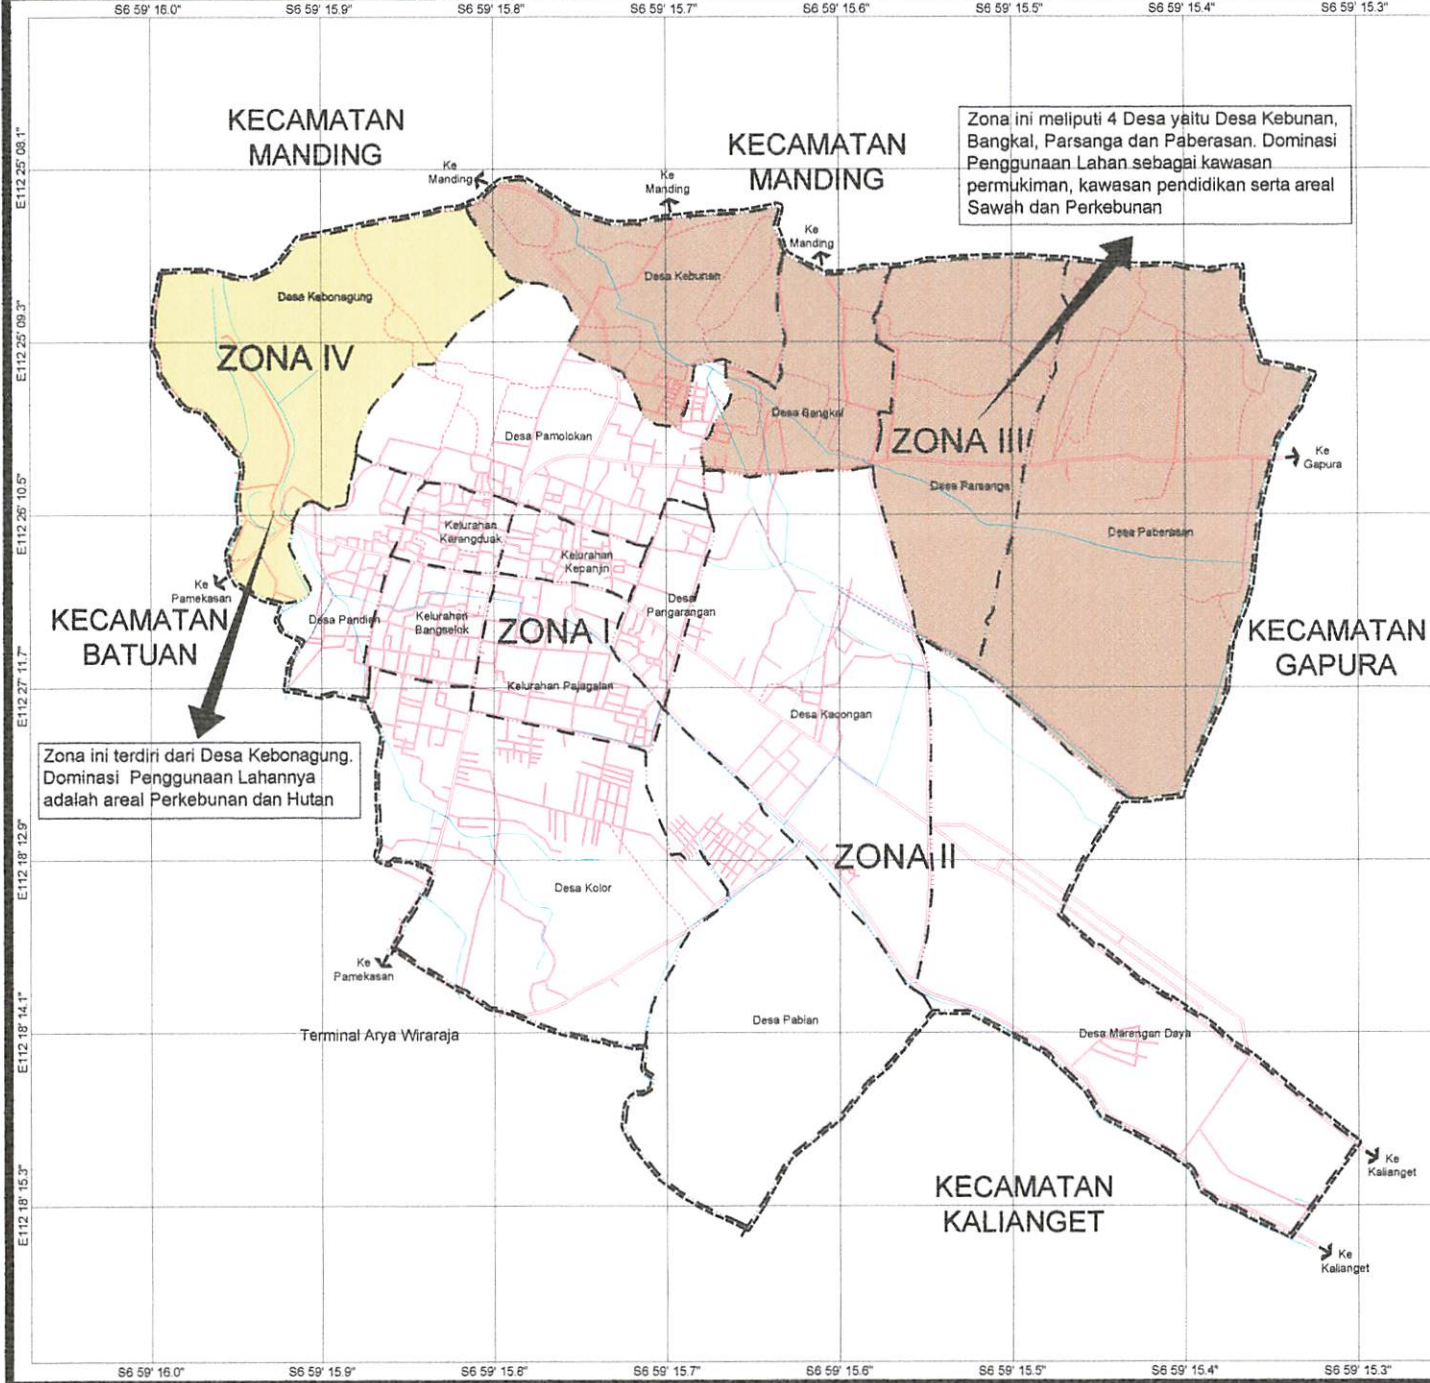 S6 59' 16.0"
S6 59' 15.9"
S6 59' 15.8"
S6 59' 15.7"
S6 59' 15.6"
S6 59' 15.5"
S6 59' 15.4"
S6 59' 15.3"
E112 25' 08.1"
E112 25' 09.3"
E112 26' 10.5"
E112 27' 11.7"
E112 18' 12.9"
E112 18' 14.1"
E112 18' 15.3"
KECAMATAN
MANDING
KECAMATAN
MANDING
Zona ini meliputi 4 Desa yaitu Desa Kebunan,
Bangkal, Parsanga dan Paberasan. Dominasi
Penggunaan Lahan sebagai kawasan
permukiman, kawasan pendidikan serta areal
Sawah dan Perkebunan
Ke
Manding
Ke
Manding
Ke
Manding
Desa Kebunan
Desa Kebonagung
ZONA IV
Desa Bangkal
Desa Pamolokan
ZONA III
Ke
Gapura
Desa Parsanga
Desa Paberasan
Kelurahan
Karangduak
Kelurahan
Kepanjin
Ke
Pamekasan
KECAMATAN
BATUAN
Desa Pandian
Kelurahan
Bangselok
ZONA I
Desa
Pangarangan
KECAMATAN
GAPURA
Kelurahan Pajagalan
Desa Kacongan
Zona ini terdiri dari Desa Kebonagung.
Dominasi Penggunaan Lahannya
adalah areal Perkebunan dan Hutan
ZONA II
Desa Kolor
Ke
Pamekasan
Terminal Arya Wiraraja
Desa Pabian
Desa Marengan Daya
KECAMATAN
KALIANGET
Ke
Kalianget
Ke
Kalianget
S6 59' 16.0"
S6 59' 15.9"
S6 59' 15.8"
S6 59' 15.7"
S6 59' 15.6"
S6 59' 15.5"
S6 59' 15.4"
S6 59' 15.3"